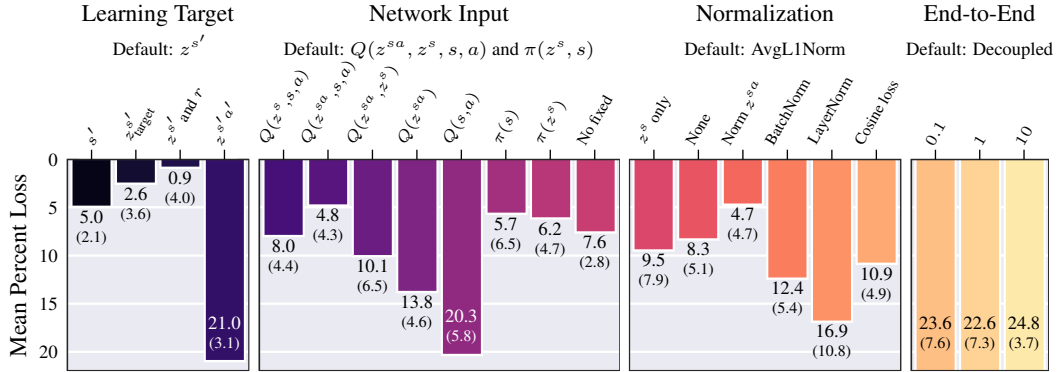 Learning Target
Default: z^{s'}
s'
z^{s'}_{target}
z^{s'} and r
z^{s'a'}
5.0
(2.1)
2.6
(3.6)
0.9
(4.0)
21.0
(3.1)
Network Input
Default: Q(z^{sa}, z^s, s, a) and π(z^s, s)
Q(z^s, s, a)
Q(z^{sa}, s, a)
Q(z^{sa}, z^s)
Q(z^{sa})
Q(s, a)
π(s)
π(z^s)
No fixed
8.0
(4.4)
4.8
(4.3)
10.1
(6.5)
13.8
(4.6)
20.3
(5.8)
5.7
(6.5)
6.2
(4.7)
7.6
(2.8)
Normalization
Default: AvgL1Norm
z^s only
None
Norm z^{sa}
BatchNorm
LayerNorm
Cosine loss
9.5
(7.9)
8.3
(5.1)
4.7
(4.7)
12.4
(5.4)
16.9
(10.8)
10.9
(4.9)
End-to-End
Default: Decoupled
0.1
1
10
23.6
(7.6)
22.6
(7.3)
24.8
(3.7)
Mean Percent Loss
0
5
10
15
20